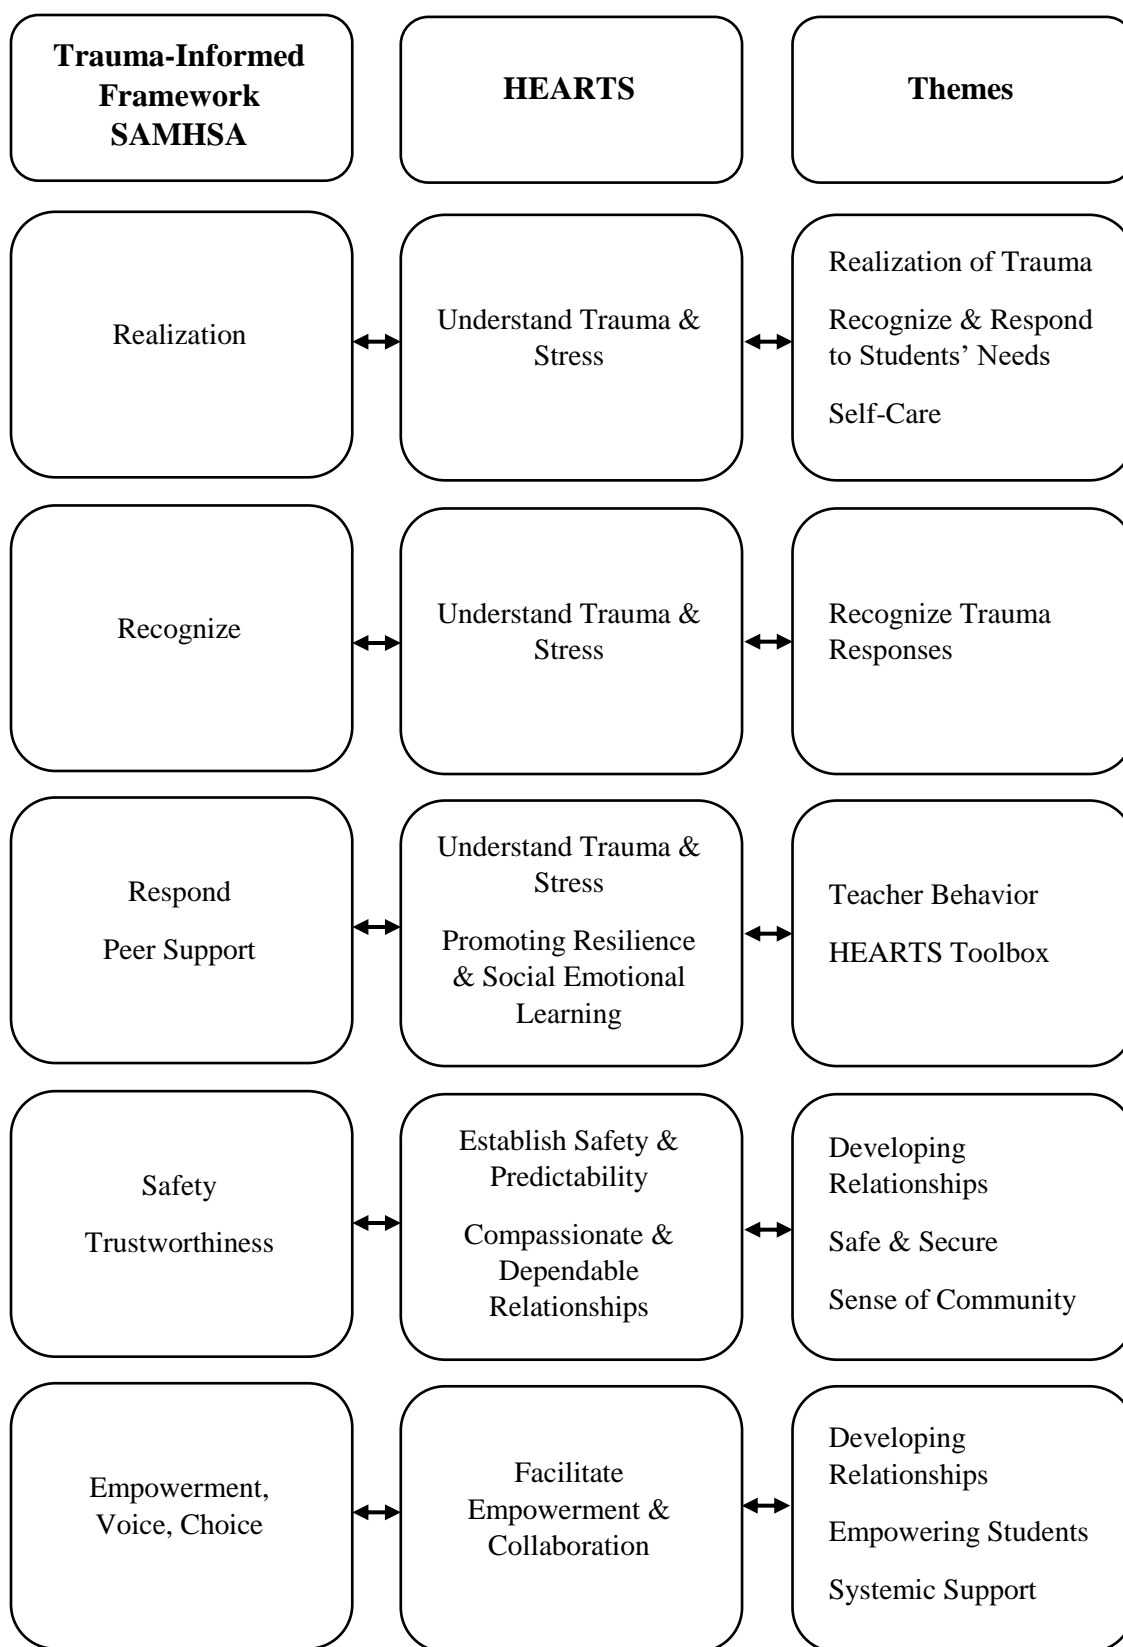 Trauma-Informed
Framework
SAMHSA
HEARTS
Themes
Realization
Understand Trauma &
Stress
Realization of Trauma
Recognize & Respond
to Students’ Needs
Self-Care
Recognize
Understand Trauma &
Stress
Recognize Trauma
Responses
Respond
Peer Support
Understand Trauma &
Stress
Promoting Resilience
& Social Emotional
Learning
Teacher Behavior
HEARTS Toolbox
Safety
Trustworthiness
Establish Safety &
Predictability
Compassionate &
Dependable
Relationships
Developing
Relationships
Safe & Secure
Sense of Community
Empowerment,
Voice, Choice
Facilitate
Empowerment &
Collaboration
Developing
Relationships
Empowering Students
Systemic Support